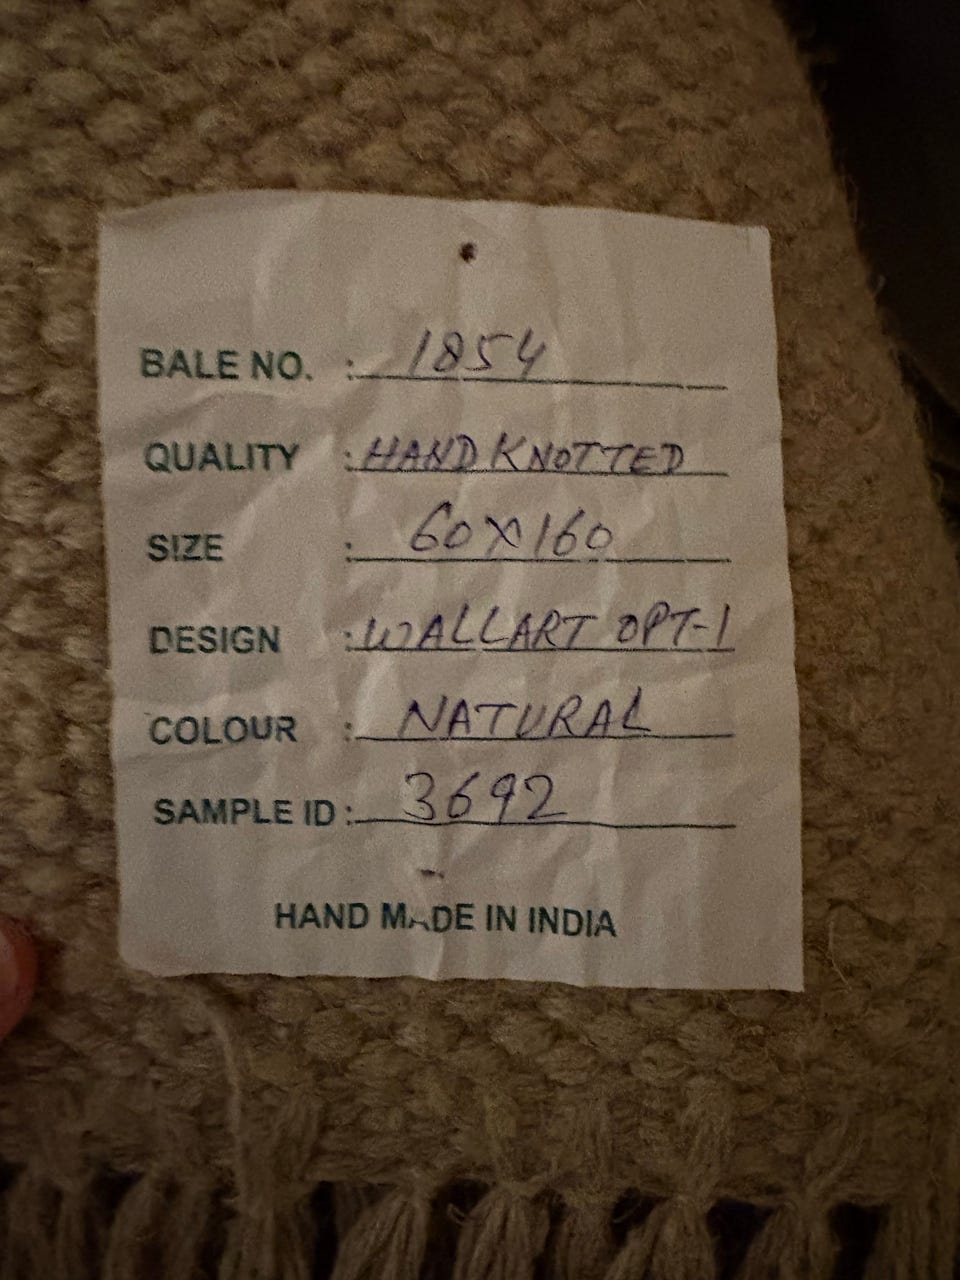 BALE NO. : 1854
QUALITY : HAND KNOTTED
SIZE : 60X160
DESIGN : WALLART OPT-1
COLOUR : NATURAL
SAMPLE ID : 3692
HAND MADE IN INDIA